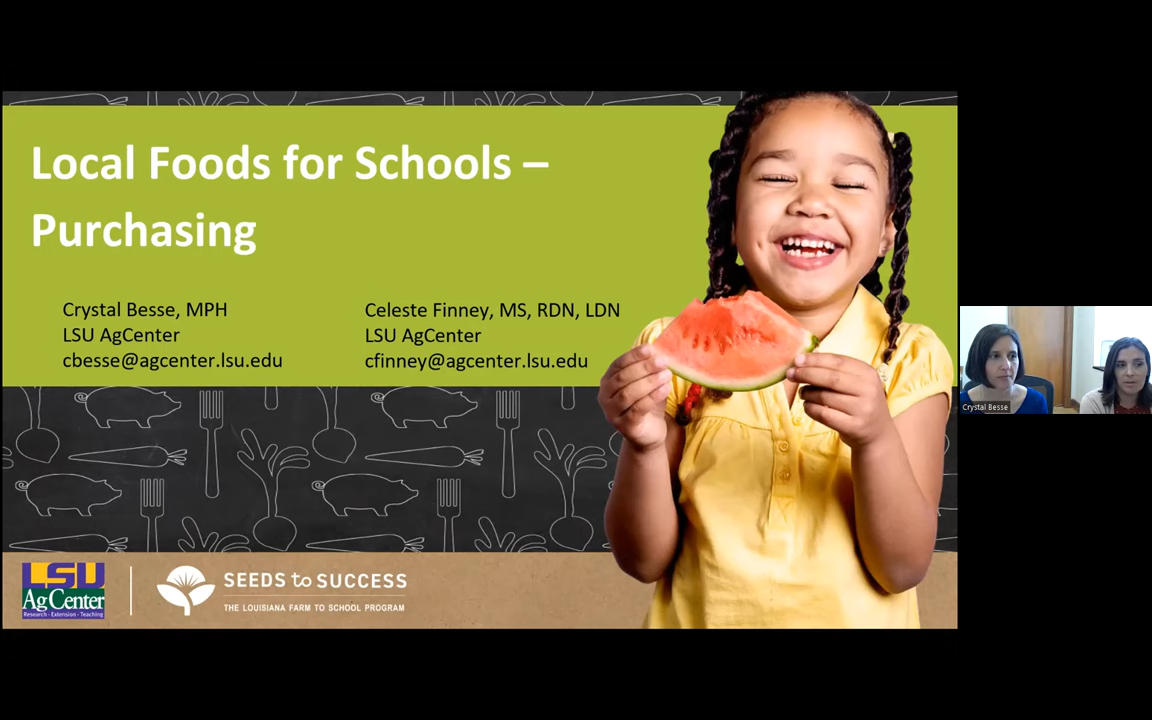 Local Foods for Schools –
Purchasing
Crystal Besse, MPH
LSU AgCenter
cbesse@agcenter.lsu.edu
Celeste Finney, MS, RDN, LDN
LSU AgCenter
cfinney@agcenter.lsu.edu
Crystal Besse
LSU
AgCenter
Research · Extension · Teaching
SEEDS to SUCCESS
THE LOUISIANA FARM TO SCHOOL PROGRAM